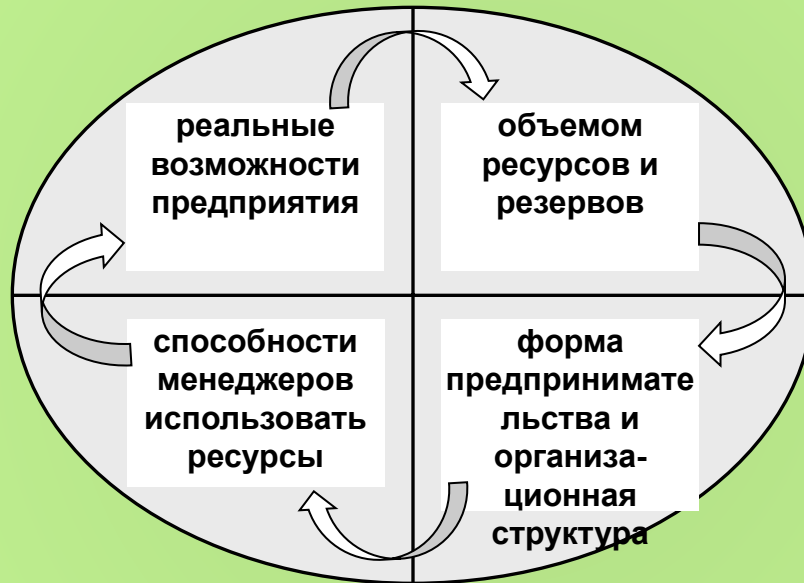 реальные
возможности
предприятия
объемом
ресурсов и
резервов
способности
менеджеров
использовать
ресурсы
форма
предпринимате
льства и
организа-
ционная
структура